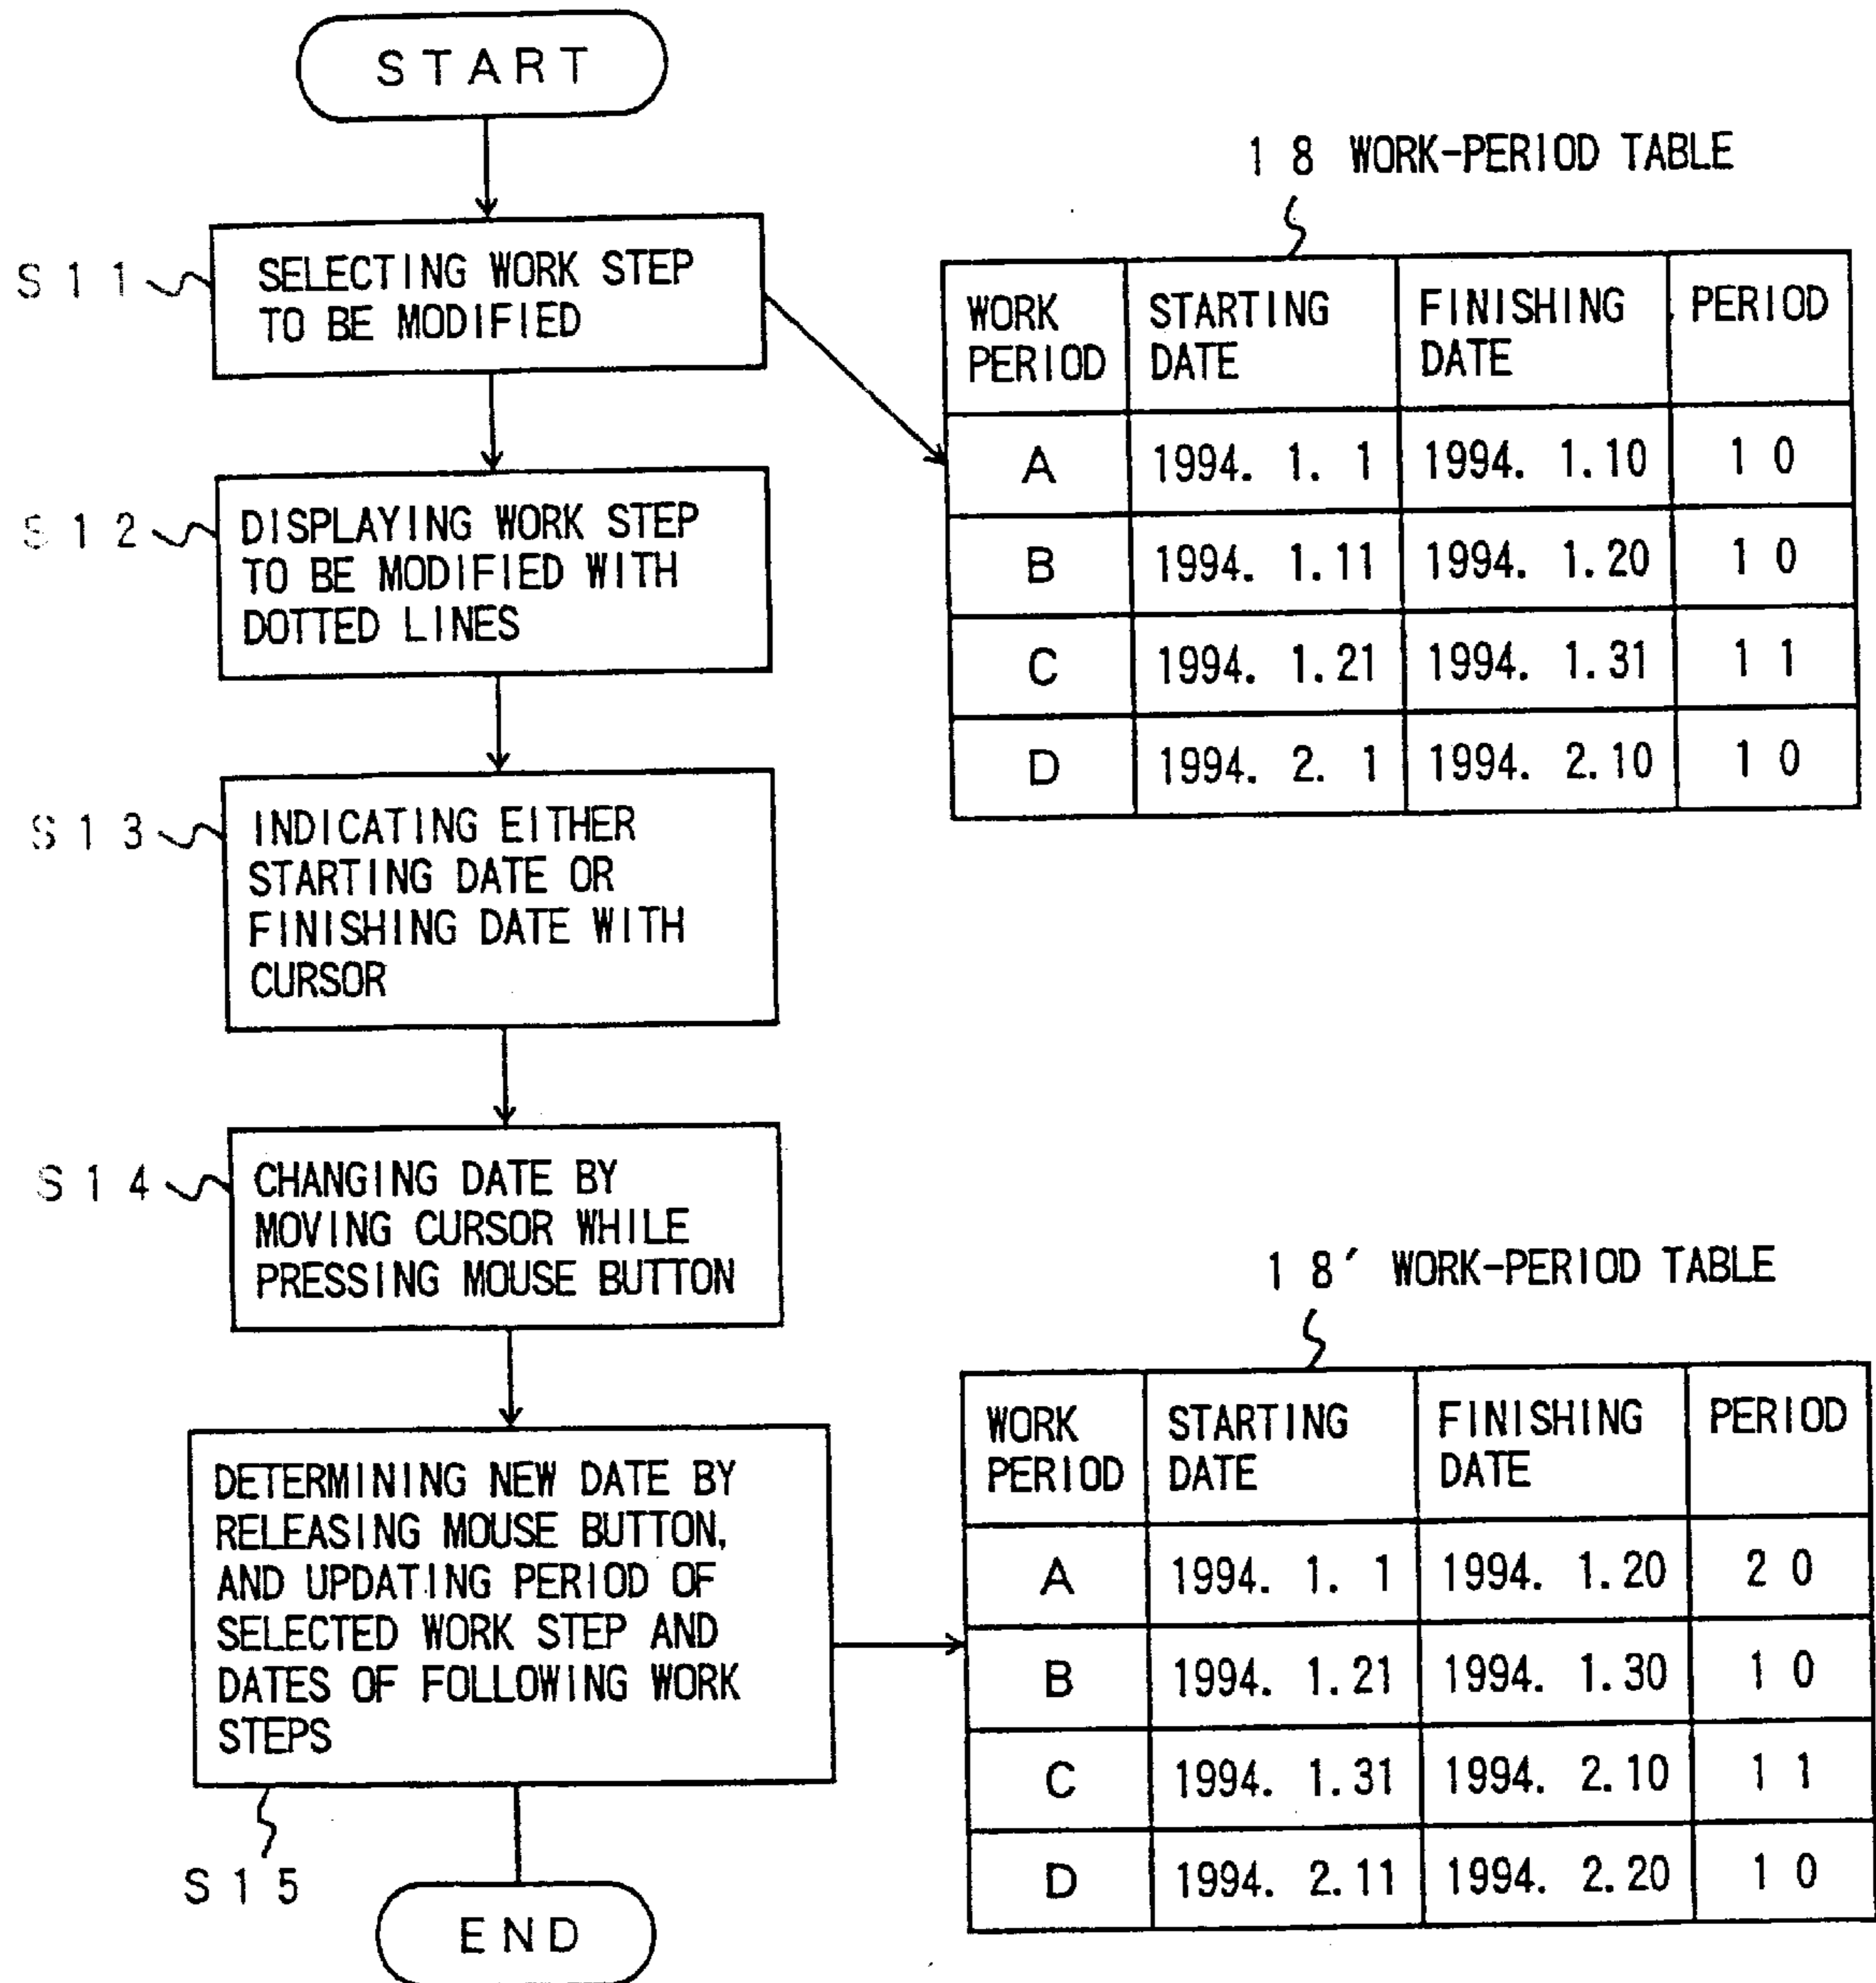 START
S11
SELECTING WORK STEP
TO BE MODIFIED
S12
DISPLAYING WORK STEP
TO BE MODIFIED WITH
DOTTED LINES
S13
INDICATING EITHER
STARTING DATE OR
FINISHING DATE WITH
CURSOR
S14
CHANGING DATE BY
MOVING CURSOR WHILE
PRESSING MOUSE BUTTON
DETERMINING NEW DATE BY
RELEASING MOUSE BUTTON,
AND UPDATING PERIOD OF
SELECTED WORK STEP AND
DATES OF FOLLOWING WORK
STEPS
S15
END
18 WORK-PERIOD TABLE
WORK PERIOD STARTING DATE FINISHING DATE PERIOD
A 1994. 1. 1 1994. 1.10 10
B 1994. 1.11 1994. 1.20 10
C 1994. 1.21 1994. 1.31 11
D 1994. 2. 1 1994. 2.10 10
18′ WORK-PERIOD TABLE
WORK PERIOD STARTING DATE FINISHING DATE PERIOD
A 1994. 1. 1 1994. 1.20 20
B 1994. 1.21 1994. 1.30 10
C 1994. 1.31 1994. 2.10 11
D 1994. 2.11 1994. 2.20 10